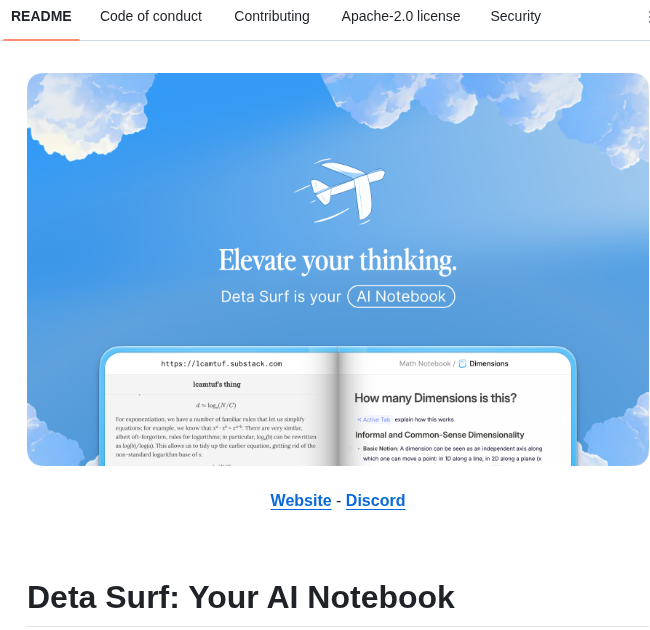 README Code of conduct Contributing Apache-2.0 license Security
Elevate your thinking.
Deta Surf is your AI Notebook
https://lcamtuf.substack.com
lcamtuf's thing
d ≈ logₙ(N/C)
For exponentiation, we have a number of familiar rules that let us simplify
equations; for example, we know that xᵃ · xᵇ = xᵃ⁺ᵇ. There are very similar,
albeit oft-forgotten, rules for logarithms; in particular, logₐ(b) can be rewritten
as log(b)/log(a). This allows us to tidy up the earlier equation, getting rid of the
non-standard logarithm base of s:
Math Notebook / Dimensions
How many Dimensions is this?
< Active Tab explain how this works
Informal and Common-Sense Dimensionality
• Basic Notion: A dimension can be seen as an independent axis along
which one can move a point: in 1D along a line, in 2D along a plane (x
Website - Discord
Deta Surf: Your AI Notebook